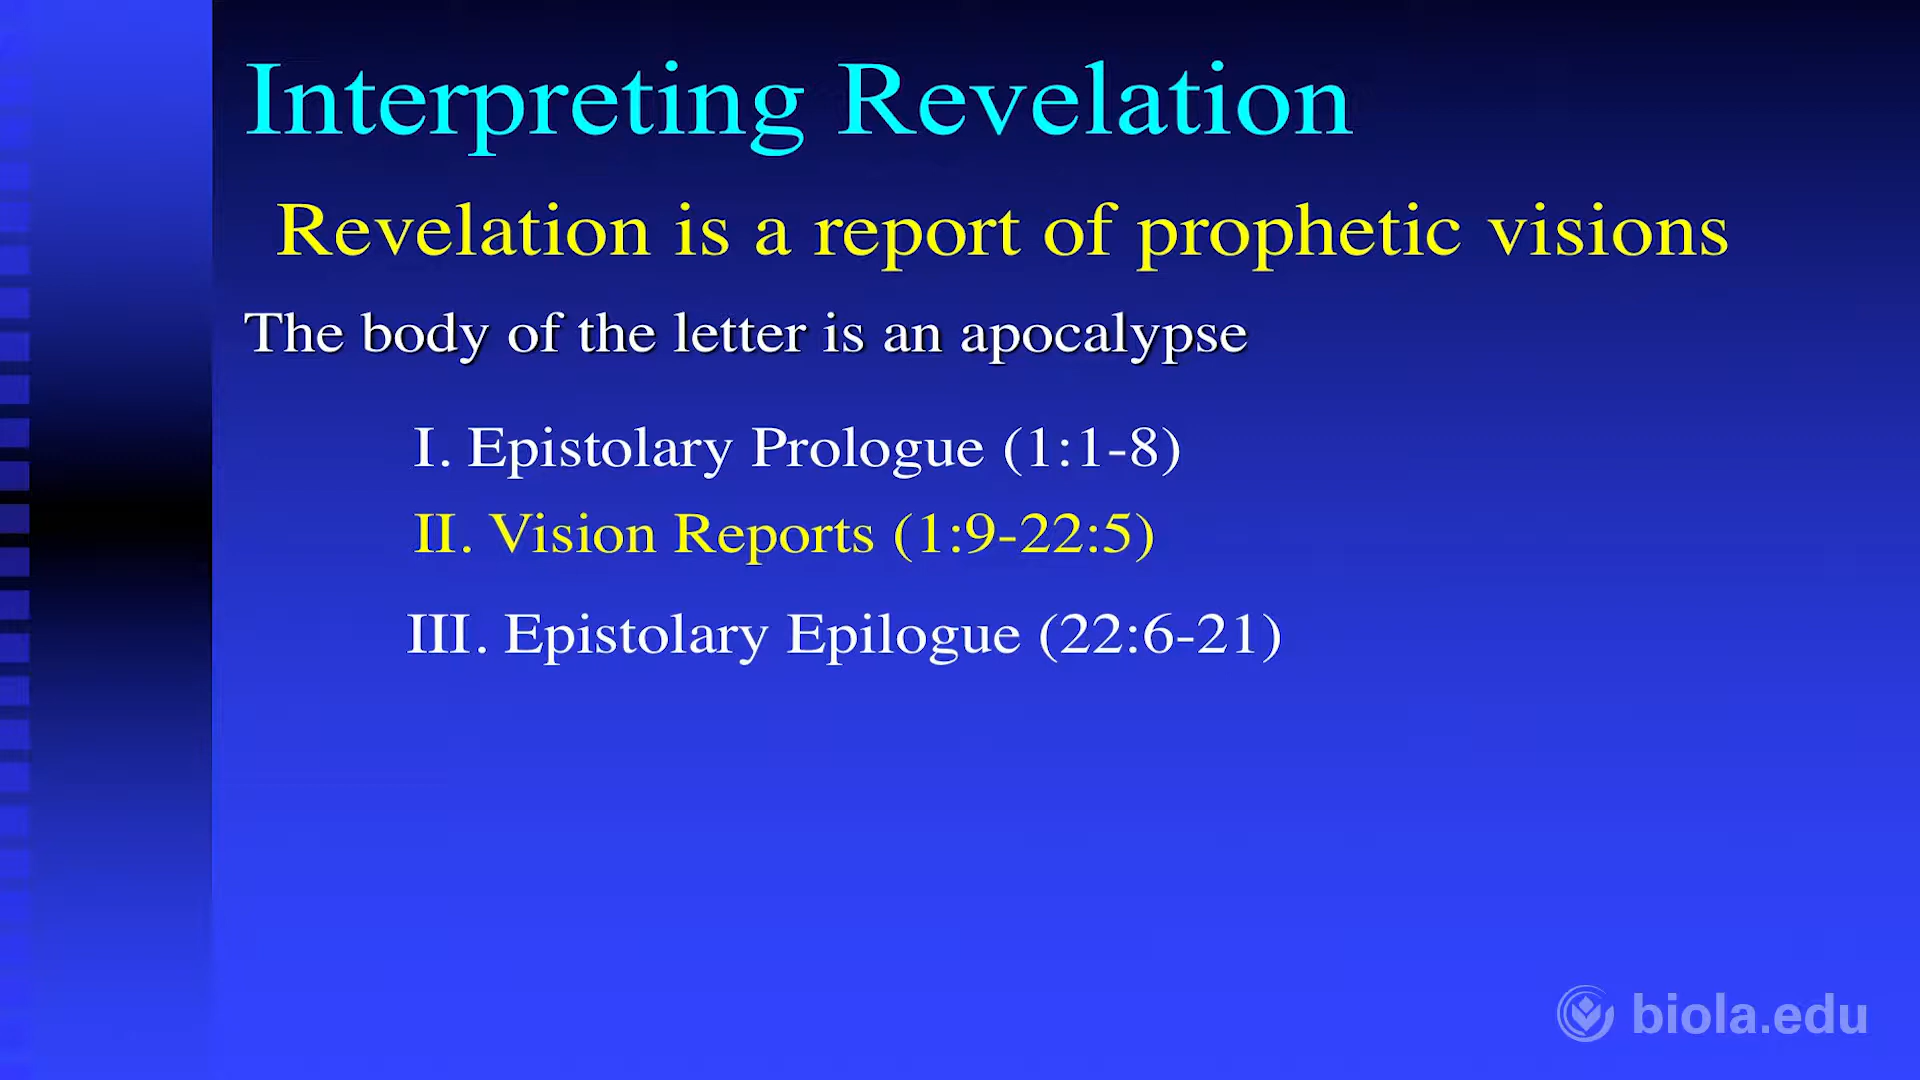 Interpreting Revelation
Revelation is a report of prophetic visions
The body of the letter is an apocalypse
I. Epistolary Prologue (1:1-8)
II. Vision Reports (1:9-22:5)
III. Epistolary Epilogue (22:6-21)
biola.edu